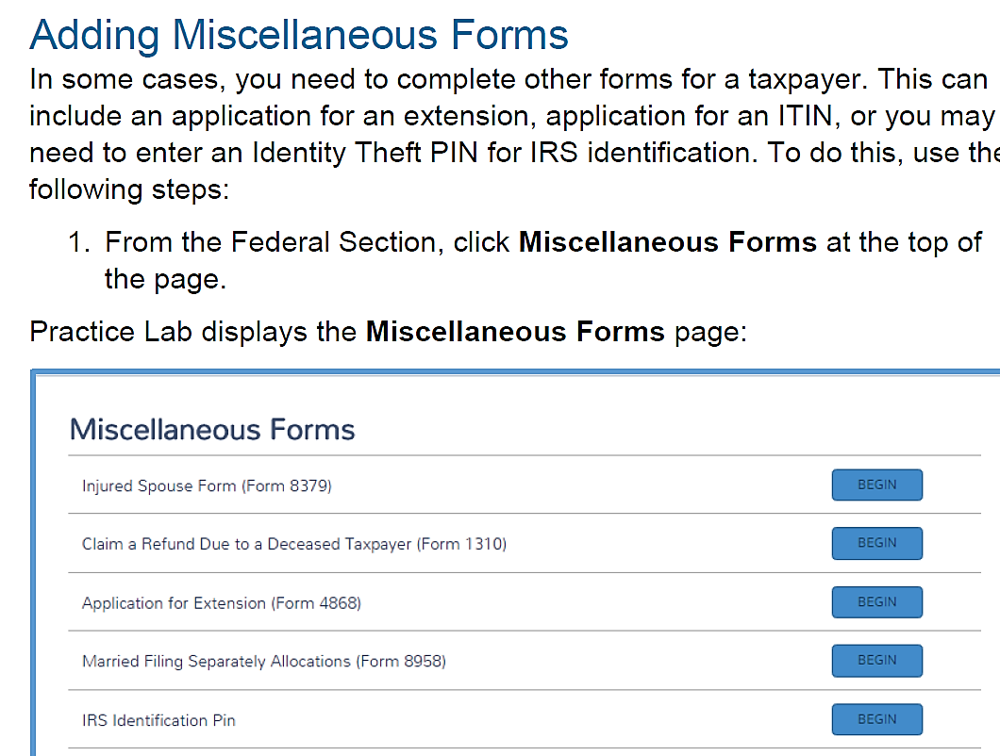 Adding Miscellaneous Forms
In some cases, you need to complete other forms for a taxpayer. This can
include an application for an extension, application for an ITIN, or you may
need to enter an Identity Theft PIN for IRS identification. To do this, use the
following steps:
1. From the Federal Section, click Miscellaneous Forms at the top of
the page.
Practice Lab displays the Miscellaneous Forms page:
Miscellaneous Forms
Injured Spouse Form (Form 8379) BEGIN
Claim a Refund Due to a Deceased Taxpayer (Form 1310) BEGIN
Application for Extension (Form 4868) BEGIN
Married Filing Separately Allocations (Form 8958) BEGIN
IRS Identification Pin BEGIN